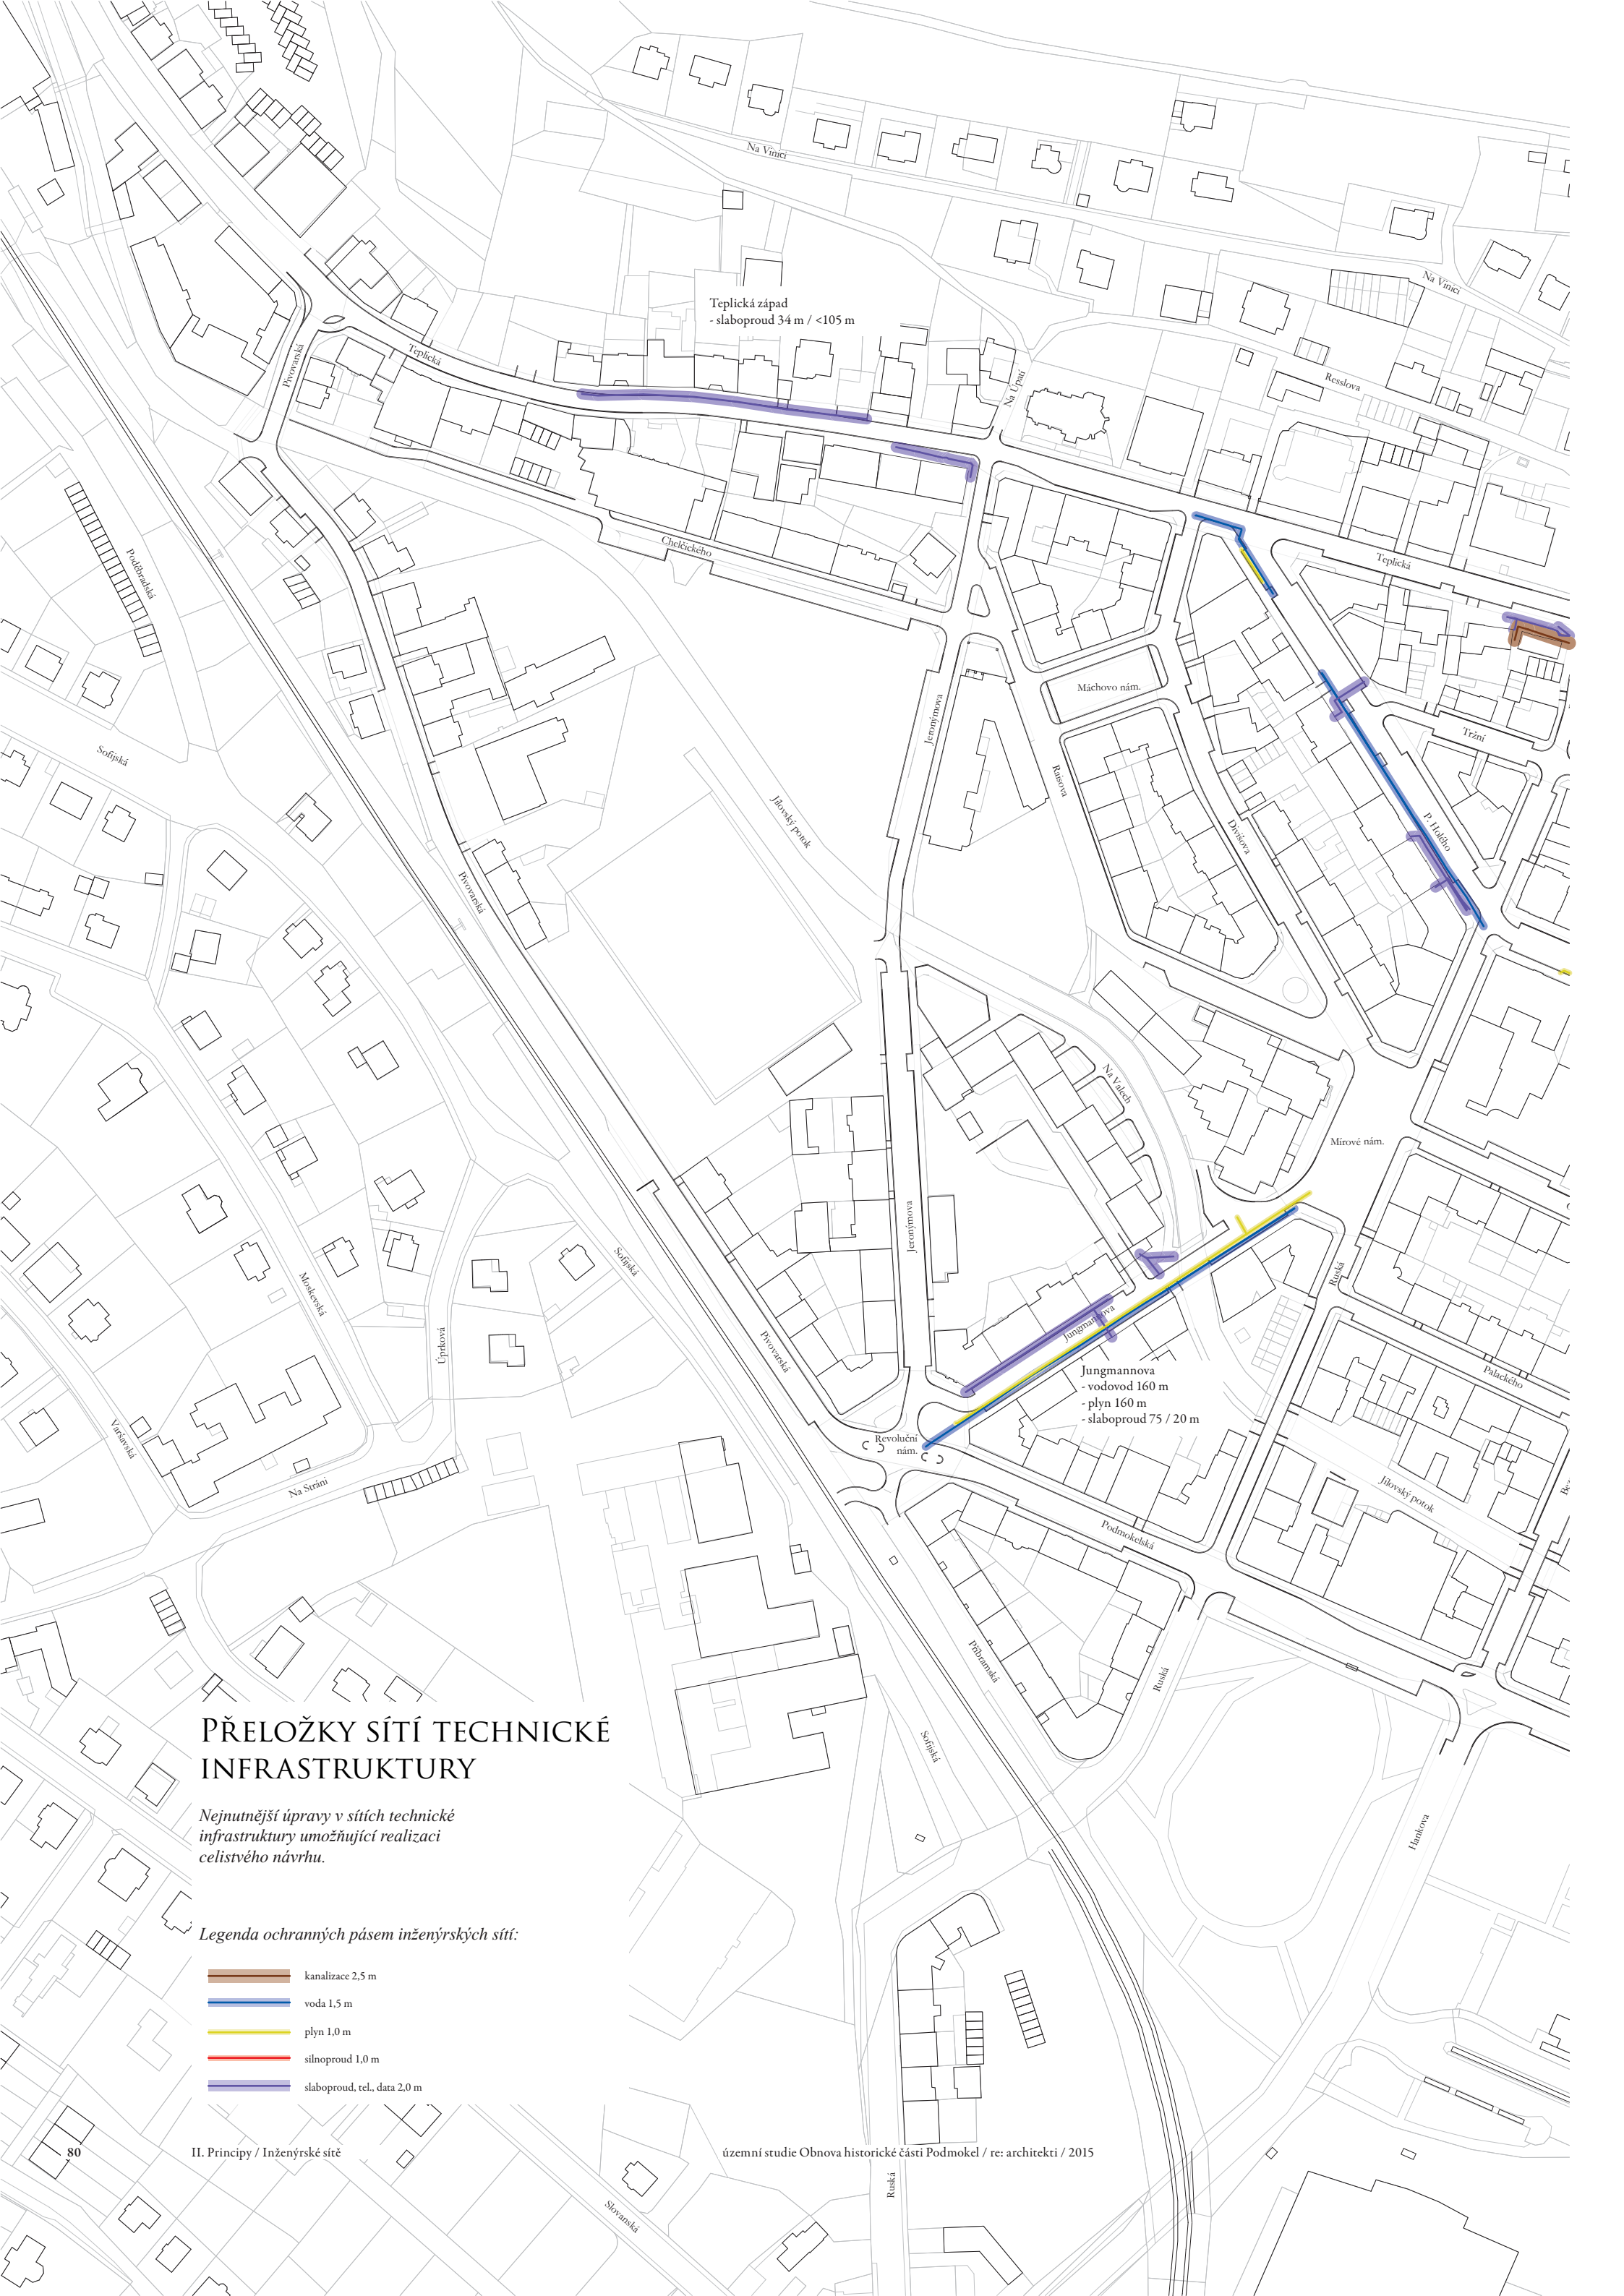 Na Vinici
Na Vinici
Teplická západ
- slaboproud 34 m / <105 m
Pivovarská
Teplická
Na Úpatí
Resslova
Chelčického
Teplická
Poděbradská
Máchovo nám.
Sofijská
Jeronýmova
Tržní
Raisova
Jílovský potok
Divišova
P. Holého
Pivovarská
Na Valech
Mírové nám.
Jeronýmova
Sofijská
Ruská
Moskevská
Jungmannova
Úprková
Pivovarská
Jungmannova
- vodovod 160 m
- plyn 160 m
- slaboproud 75 / 20 m
Palackého
Varšavská
Revoluční
nám.
Na Stráni
Jílovský potok
Podmokelská
Příbramská
Ruská
Sofijská
Hankova
Přeložky sítí technické
infrastruktury
Nejnutnější úpravy v sítích technické
infrastruktury umožňující realizaci
celistvého návrhu.
Legenda ochranných pásem inženýrských sítí:
kanalizace 2,5 m
voda 1,5 m
plyn 1,0 m
silnoproud 1,0 m
slaboproud, tel., data 2,0 m
80
II. Principy / Inženýrské sítě
územní studie Obnova historické části Podmokel / re: architekti / 2015
Ruská
Slovanská